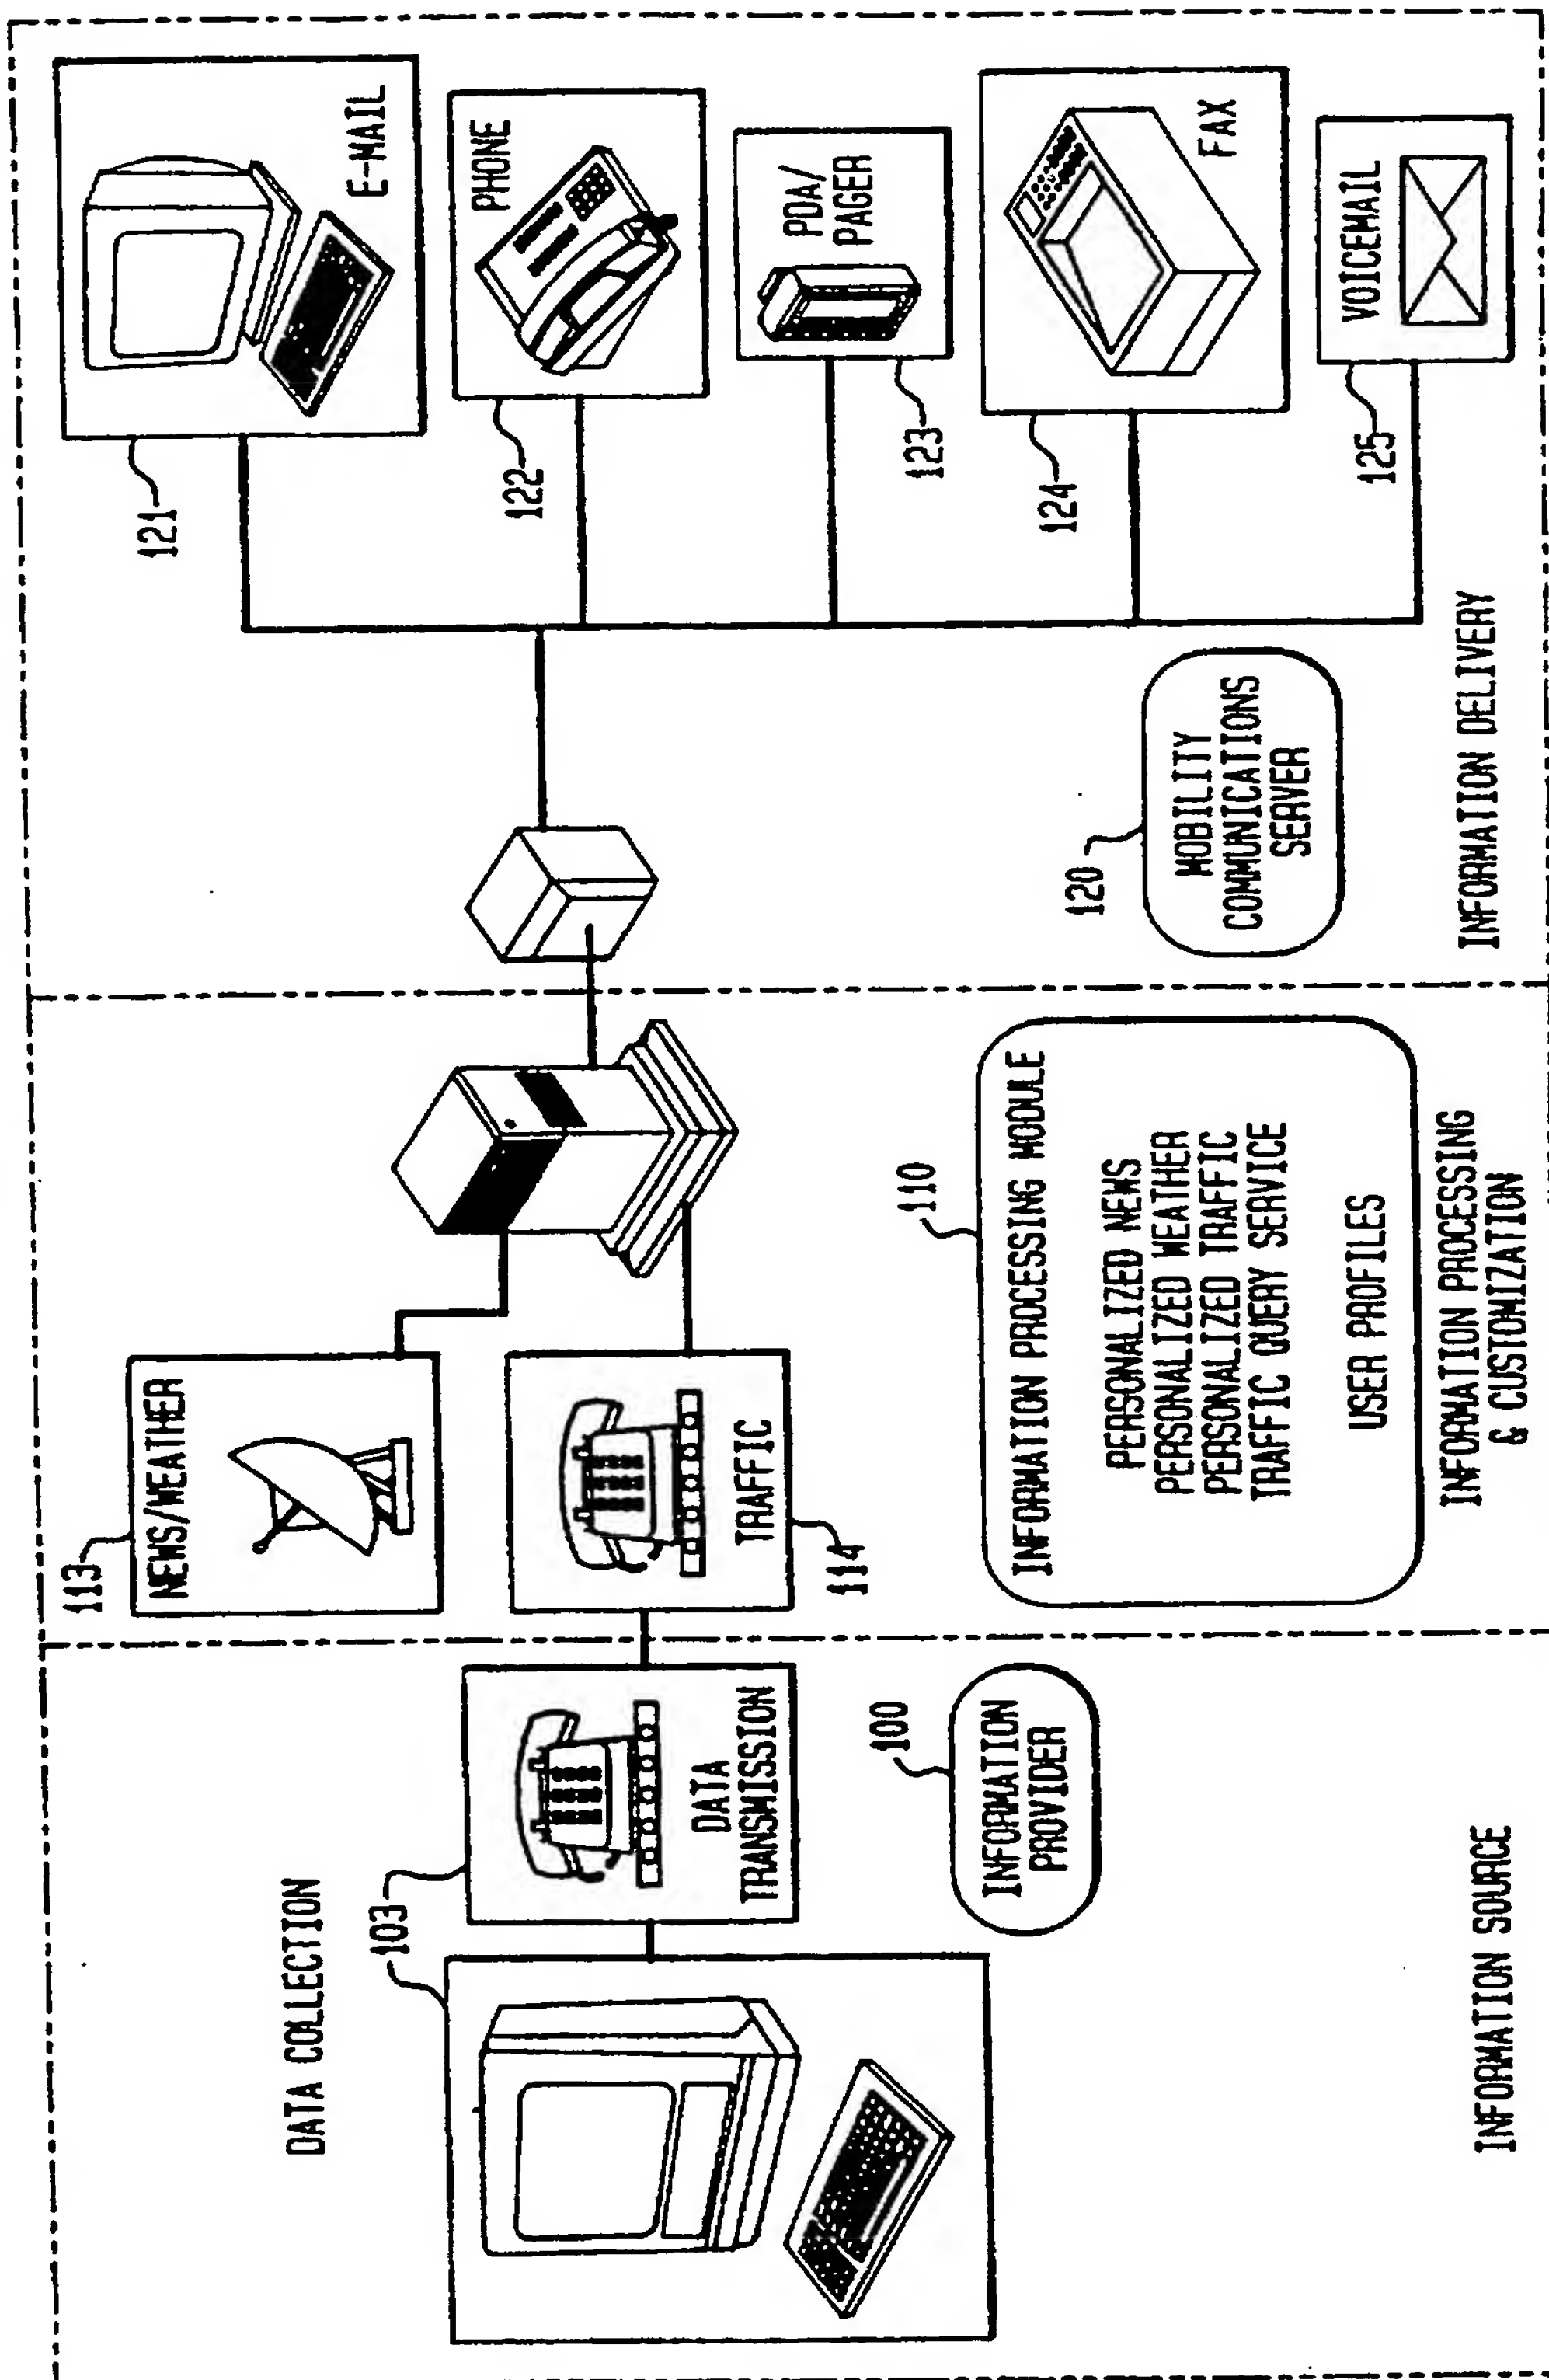 DATA COLLECTION
103
DATA
TRANSMISSION
100
INFORMATION
PROVIDER
INFORMATION SOURCE
113
NEWS/WEATHER
TRAFFIC
114
110
INFORMATION PROCESSING MODULE
PERSONALIZED NEWS
PERSONALIZED WEATHER
PERSONALIZED TRAFFIC
TRAFFIC QUERY SERVICE
USER PROFILES
INFORMATION PROCESSING
& CUSTOMIZATION
121
E-MAIL
122
PHONE
123
PDA/
PAGER
124
FAX
125
VOICEMAIL
120
MOBILITY
COMMUNICATIONS
SERVER
INFORMATION DELIVERY